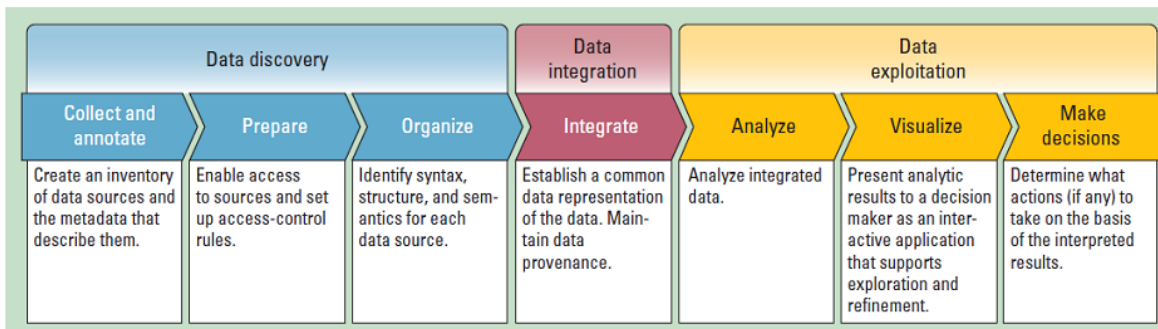 Data discovery
Data
integration
Data
exploitation
Collect and
annotate
Prepare
Organize
Integrate
Analyze
Visualize
Make
decisions
Create an inventory
of data sources and
the metadata that
describe them.
Enable access
to sources and set
up access-control
rules.
Identify syntax,
structure, and sem-
antics for each
data source.
Establish a common
data representation
of the data. Main-
tain data
provenance.
Analyze integrated
data.
Present analytic
results to a decision
maker as an inter-
active application
that supports
exploration and
refinement.
Determine what
actions (if any) to
take on the basis
of the interpreted
results.